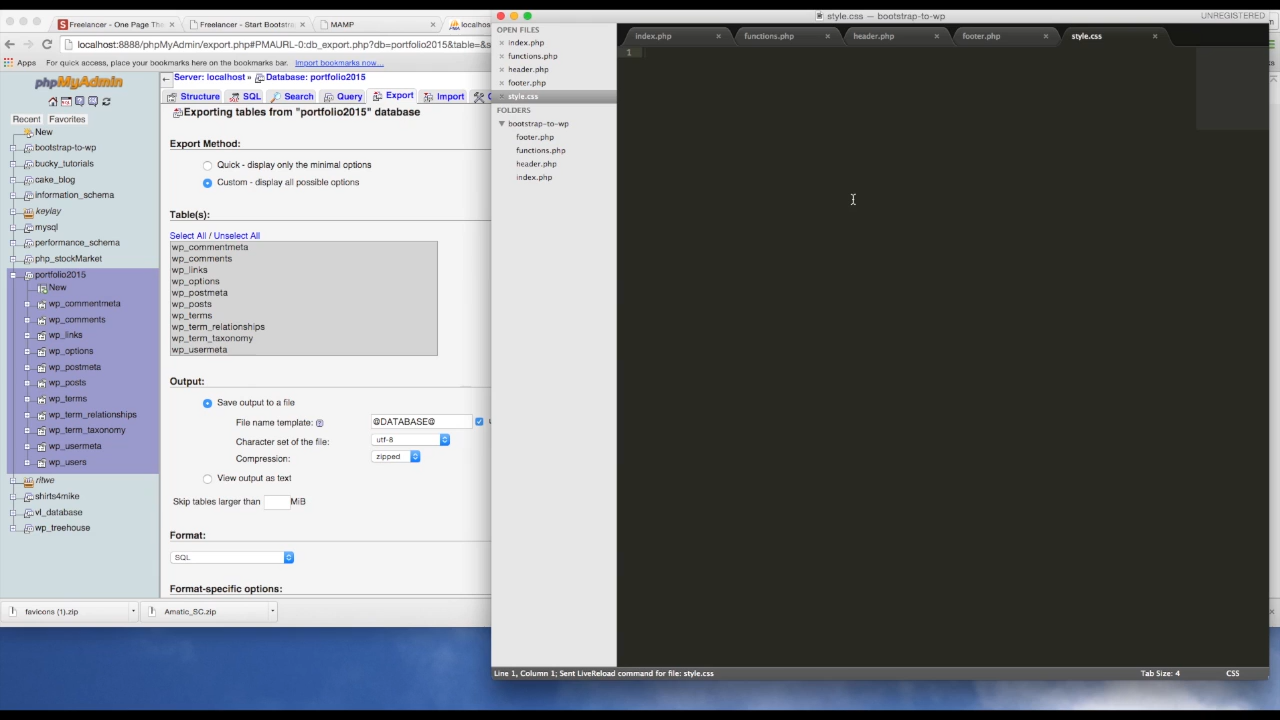 Freelancer - One Page The
Freelancer - Start Bootstra
MAMP
localhos
localhost:8888/phpMyAdmin/export.php#PMAURL-0:db_export.php?db=portfolio2015&table=&s
Apps
For quick access, place your bookmarks here on the bookmarks bar.
Import bookmarks now...
phpMyAdmin
Recent
Favorites
New
bootstrap-to-wp
bucky_tutorials
cake_blog
information_schema
keylay
mysql
performance_schema
php_stockMarket
portfolio2015
New
wp_commentmeta
wp_comments
wp_links
wp_options
wp_postmeta
wp_posts
wp_terms
wp_term_relationships
wp_term_taxonomy
wp_usermeta
wp_users
ritwe
shirts4mike
vl_database
wp_treehouse
Server: localhost » Database: portfolio2015
Structure
SQL
Search
Query
Export
Import
Exporting tables from "portfolio2015" database
Export Method:
Quick - display only the minimal options
Custom - display all possible options
Table(s):
Select All / Unselect All
wp_commentmeta
wp_comments
wp_links
wp_options
wp_postmeta
wp_posts
wp_terms
wp_term_relationships
wp_term_taxonomy
wp_usermeta
Output:
Save output to a file
File name template:
@DATABASE@
Character set of the file:
utf-8
Compression:
zipped
View output as text
Skip tables larger than
MiB
Format:
SQL
Format-specific options:
favicons (1).zip
Amatic_SC.zip
style.css — bootstrap-to-wp
UNREGISTERED
OPEN FILES
index.php
functions.php
header.php
footer.php
style.css
FOLDERS
bootstrap-to-wp
footer.php
functions.php
header.php
index.php
index.php
functions.php
header.php
footer.php
style.css
1
Line 1, Column 1; Sent LiveReload command for file: style.css
Tab Size: 4
CSS